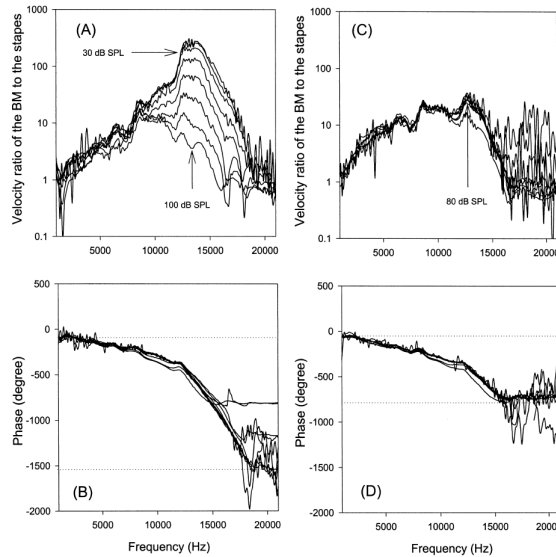 (A)
(C)
Velocity ratio of the BM to the stapes
1000
100
10
1
0.1
30 dB SPL
100 dB SPL
5000 10000 15000 20000
Velocity ratio of the BM to the stapes
1000
100
10
1
0.1
80 dB SPL
5000 10000 15000 20000
Phase (degree)
500
0
-500
-1000
-1500
-2000
(B)
5000 10000 15000 20000
Frequency (Hz)
Phase (degree)
500
0
-500
-1000
-1500
-2000
(D)
5000 10000 15000 20000
Frequency (Hz)